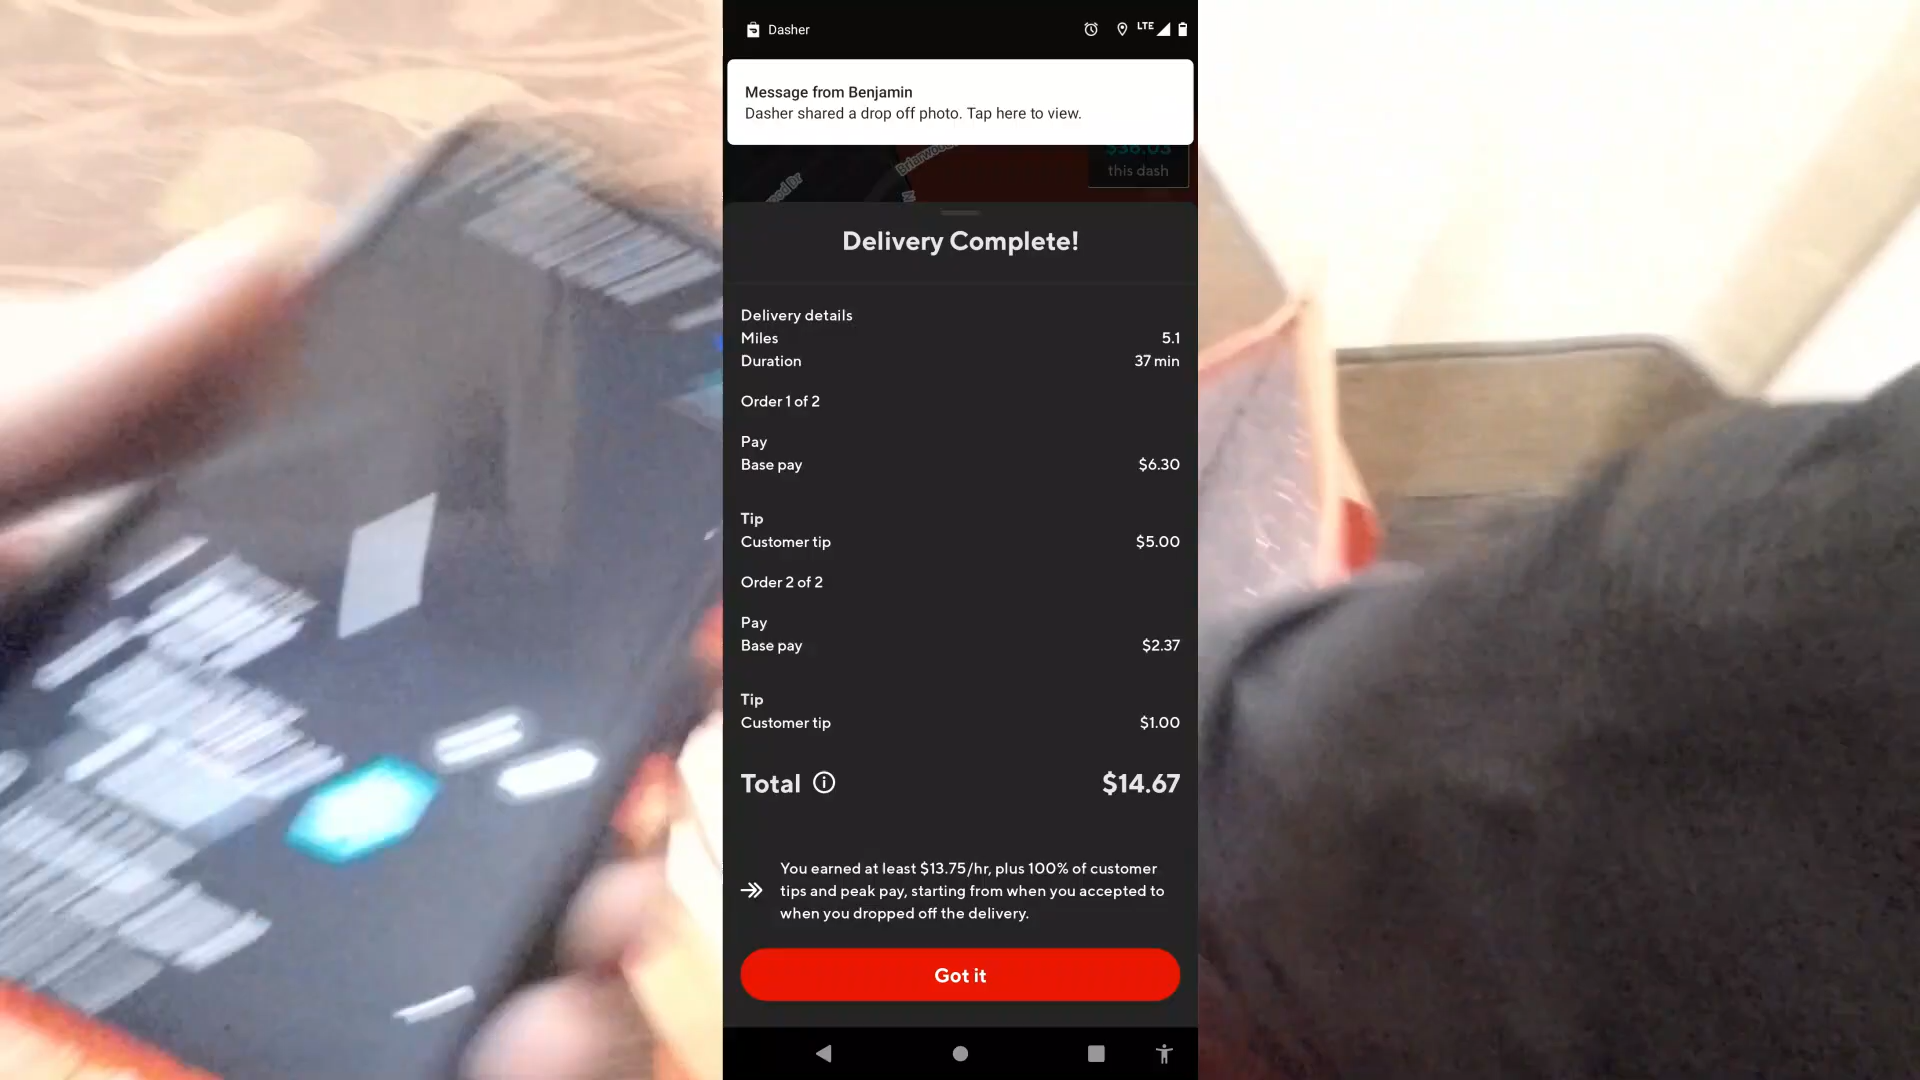 Dasher
LTE
Message from Benjamin
Dasher shared a drop off photo. Tap here to view.
$38.03
this dash
Delivery Complete!
Delivery details
Miles 5.1
Duration 37 min
Order 1 of 2
Pay
Base pay $6.30
Tip
Customer tip $5.00
Order 2 of 2
Pay
Base pay $2.37
Tip
Customer tip $1.00
Total $14.67
You earned at least $13.75/hr, plus 100% of customer
tips and peak pay, starting from when you accepted to
when you dropped off the delivery.
Got it